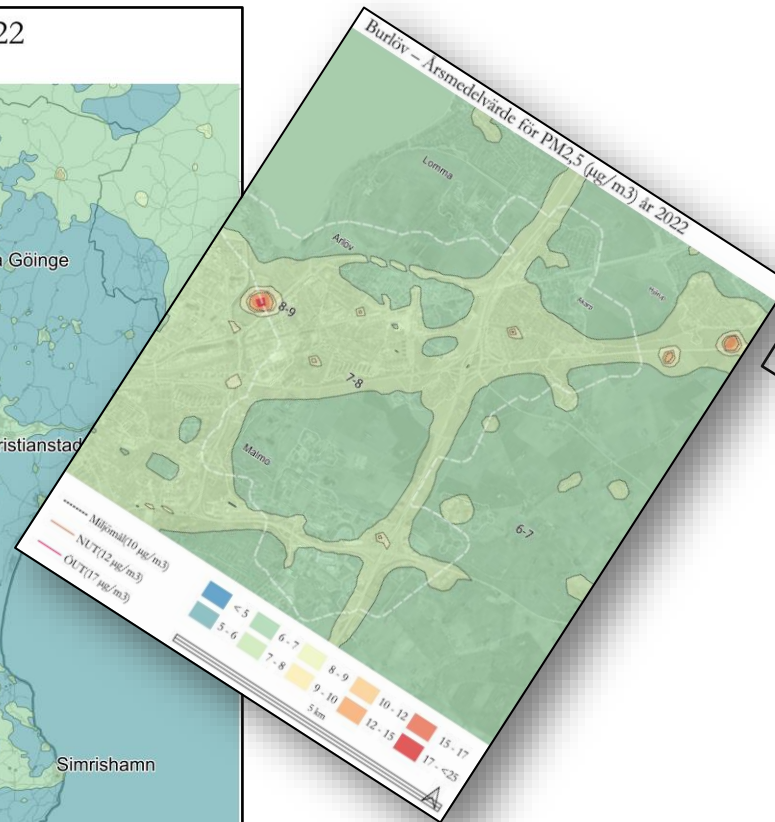 22
a Göinge
ristianstad
Simrishamn
Burlöv – Årsmedelvärde för PM2,5 (µg/m3) år 2022
Lomma
Arlöv
Åkarp
Hjärup
8-9
7-8
Malmö
6-7
Miljömål(10 µg/m3)
NUT(12 µg/m3)
ÖUT(17 µg/m3)
< 5
5 - 6
6 - 7
7 - 8
8 - 9
9 - 10
10 - 12
12 - 15
15 - 17
17 - <25
5 km